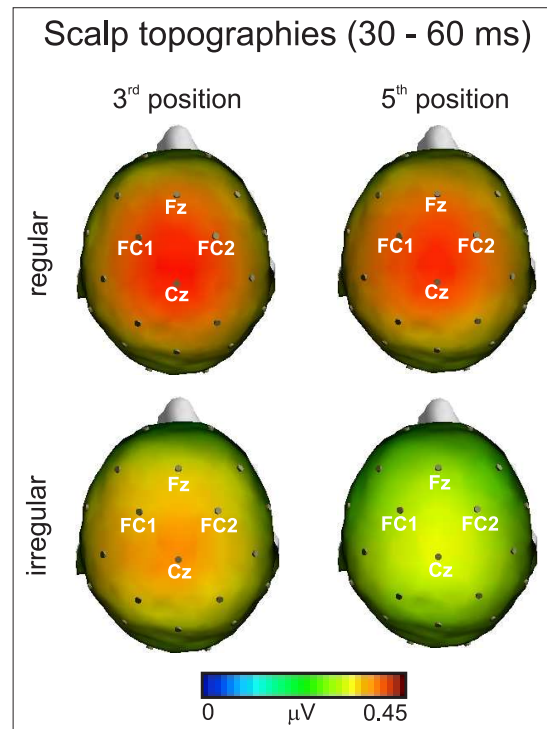 Scalp topographies (30 - 60 ms)
3rd position
5th position
regular
Fz
FC1 FC2
Cz
Fz
FC1 FC2
Cz
irregular
Fz
FC1 FC2
Cz
Fz
FC1 FC2
Cz
0 μV 0.45